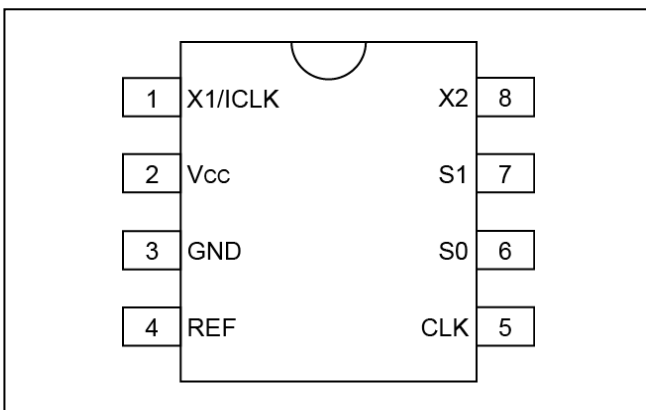 1 X1/ICLK X2 8
2 Vcc S1 7
3 GND S0 6
4 REF CLK 5